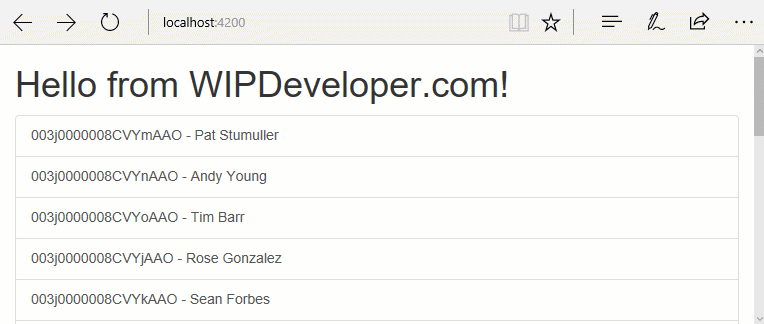 localhost:4200
Hello from WIPDeveloper.com!
003j0000008CVYmAAO - Pat Stumuller
003j0000008CVYnAAO - Andy Young
003j0000008CVYoAAO - Tim Barr
003j0000008CVYjAAO - Rose Gonzalez
003j0000008CVYkAAO - Sean Forbes